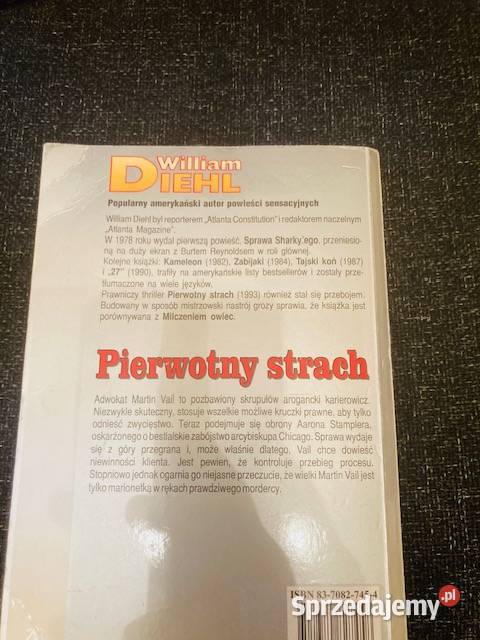 William
DIEHL
Popularny amerykański autor powieści sensacyjnych
William Diehl był reporterem „Atlanta Constitution" i redaktorem naczelnym
„Atlanta Magazine".
W 1978 roku wydał pierwszą powieść, Sprawa Sharky'ego, przeniesio-
ną na duży ekran z Burtem Reynoldsem w roli głównej.
Kolejne książki: Kameleon (1982), Zabijaki (1984), Tajski koń (1987)
i „27" (1990), trafiły na amerykańskie listy bestsellerów i zostały prze-
tłumaczone na wiele języków.
Prawniczy thriller Pierwotny strach (1993) również stał się przebojem.
Budowany w sposób mistrzowski nastrój grozy sprawia, że książka jest
porównywana z Milczeniem owiec.
Pierwotny strach
Adwokat Martin Vail to pozbawiony skrupułów arogancki karierowicz.
Niezwykle skuteczny, stosuje wszelkie możliwe kruczki prawne, aby tylko
odnieść zwycięstwo. Teraz podejmuje się obrony Aarona Stamplera,
oskarżonego o bestialskie zabójstwo arcybiskupa Chicago. Sprawa wydaje
się z góry przegrana i, może właśnie dlatego, Vail chce dowieść
niewinności klienta. Jest pewien, że kontroluje przebieg procesu.
Stopniowo jednak ogarnia go niejasne przeczucie, że wielki Martin Vail jest
tylko marionetką w rękach prawdziwego mordercy.
ISBN 83-7082-745-4
Sprzedajemy.pl